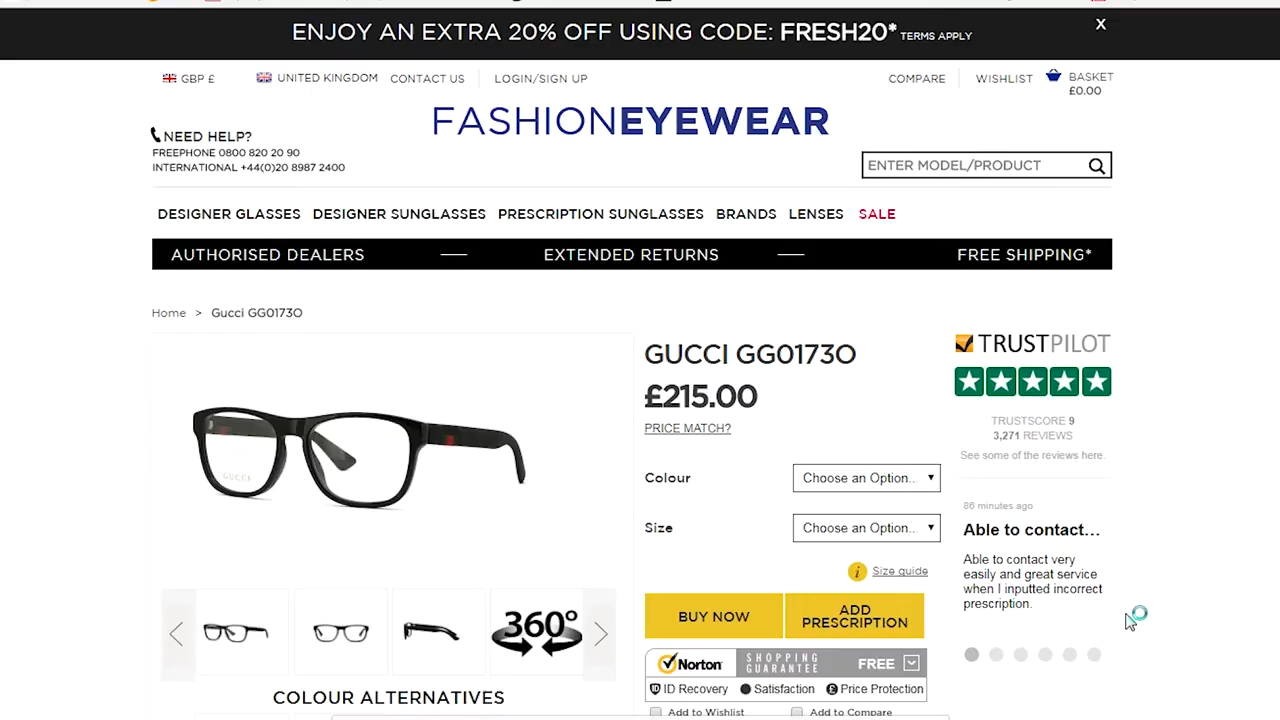 ENJOY AN EXTRA 20% OFF USING CODE: FRESH20* TERMS APPLY X
GBP £ UNITED KINGDOM CONTACT US LOGIN/SIGN UP COMPARE WISHLIST BASKET
£0.00
FASHIONEYEWEAR
NEED HELP?
FREEPHONE 0800 820 20 90
INTERNATIONAL +44(0)20 8987 2400
ENTER MODEL/PRODUCT
DESIGNER GLASSES DESIGNER SUNGLASSES PRESCRIPTION SUNGLASSES BRANDS LENSES SALE
AUTHORISED DEALERS EXTENDED RETURNS FREE SHIPPING*
Home > Gucci GG0173O
GUCCI
360°
COLOUR ALTERNATIVES
GUCCI GG0173O
£215.00
PRICE MATCH?
Colour Choose an Option...
Size Choose an Option...
i Size guide
BUY NOW
ADD
PRESCRIPTION
Norton SHOPPING
GUARANTEE FREE
ID Recovery Satisfaction Price Protection
Add to Wishlist Add to Compare
TRUSTPILOT
TRUSTSCORE 9
3,271 REVIEWS
See some of the reviews here.
86 minutes ago
Able to contact...
Able to contact very
easily and great service
when I inputted incorrect
prescription.